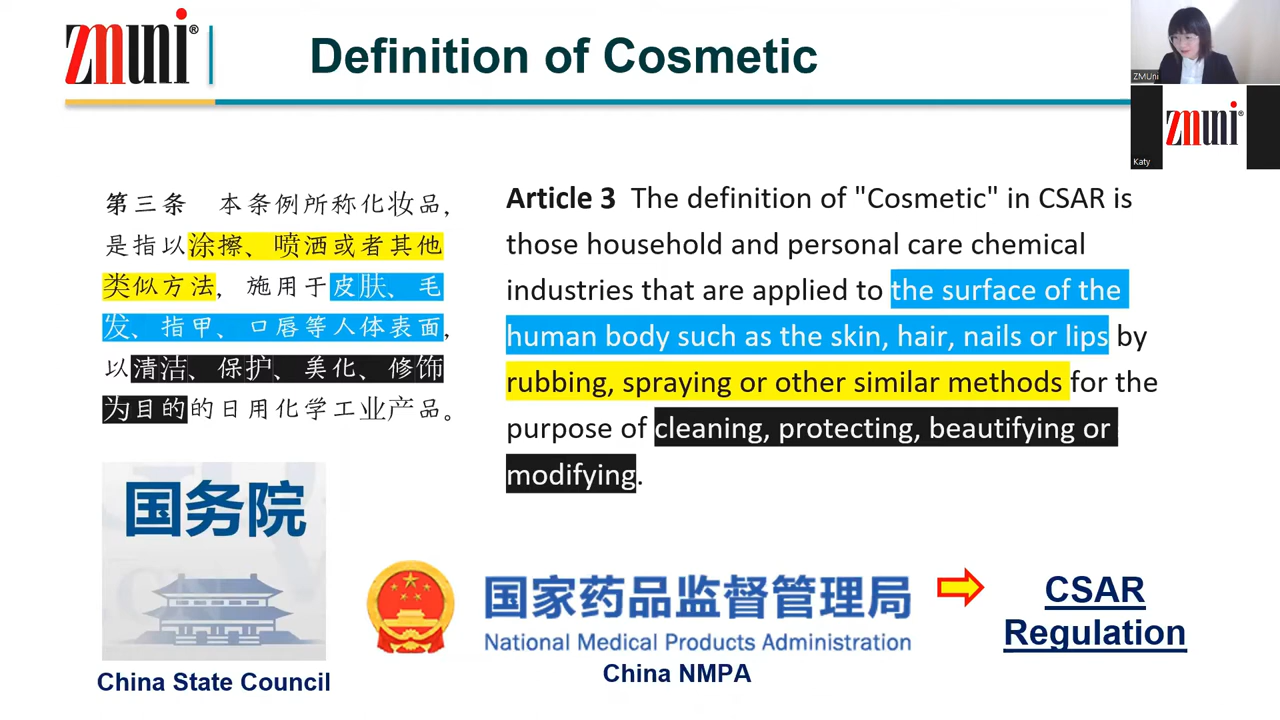 ZMUni®
Definition of Cosmetic
ZMUni
zmuni®
Katy
第三条 本条例所称化妆品，
是指以涂擦、喷洒或者其他
类似方法，施用于皮肤、毛
发、指甲、口唇等人体表面，
以清洁、保护、美化、修饰
为目的的日用化学工业产品。
Article 3 The definition of "Cosmetic" in CSAR is
those household and personal care chemical
industries that are applied to the surface of the
human body such as the skin, hair, nails or lips by
rubbing, spraying or other similar methods for the
purpose of cleaning, protecting, beautifying or
modifying.
国务院
China State Council
国家药品监督管理局
National Medical Products Administration
China NMPA
CSAR
Regulation